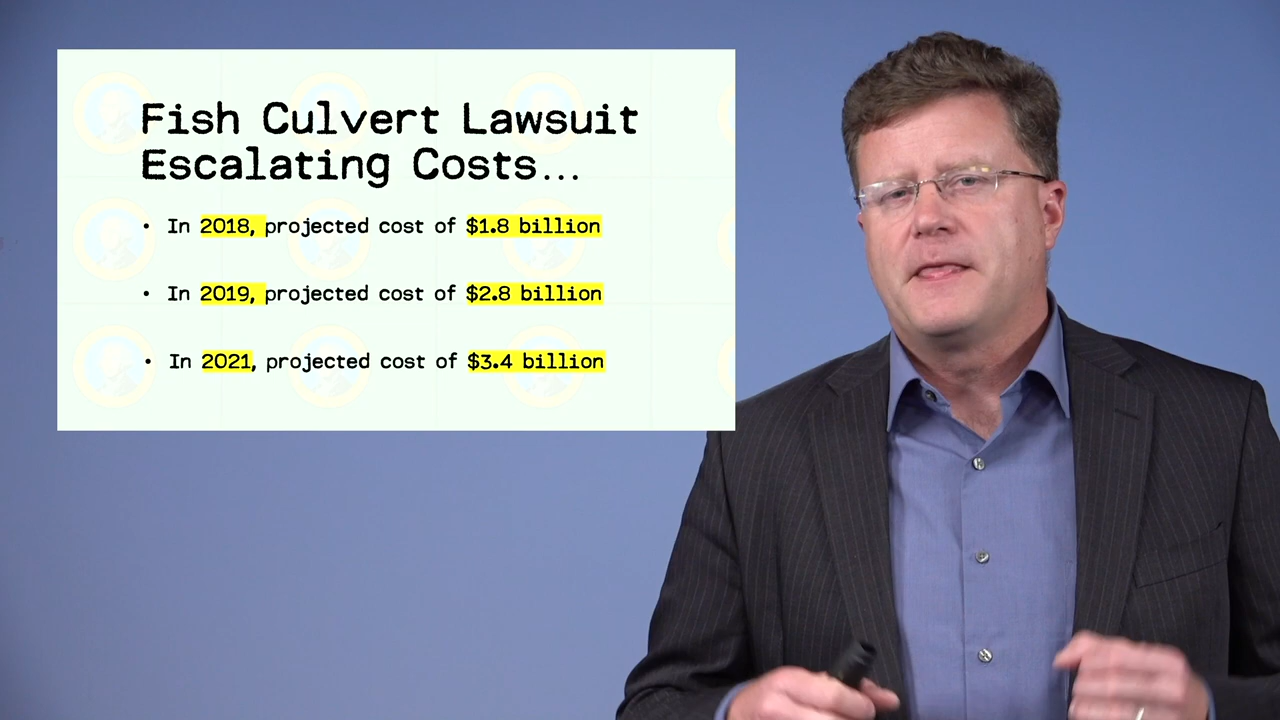 Fish Culvert Lawsuit
Escalating Costs...
• In 2018, projected cost of $1.8 billion
• In 2019, projected cost of $2.8 billion
• In 2021, projected cost of $3.4 billion